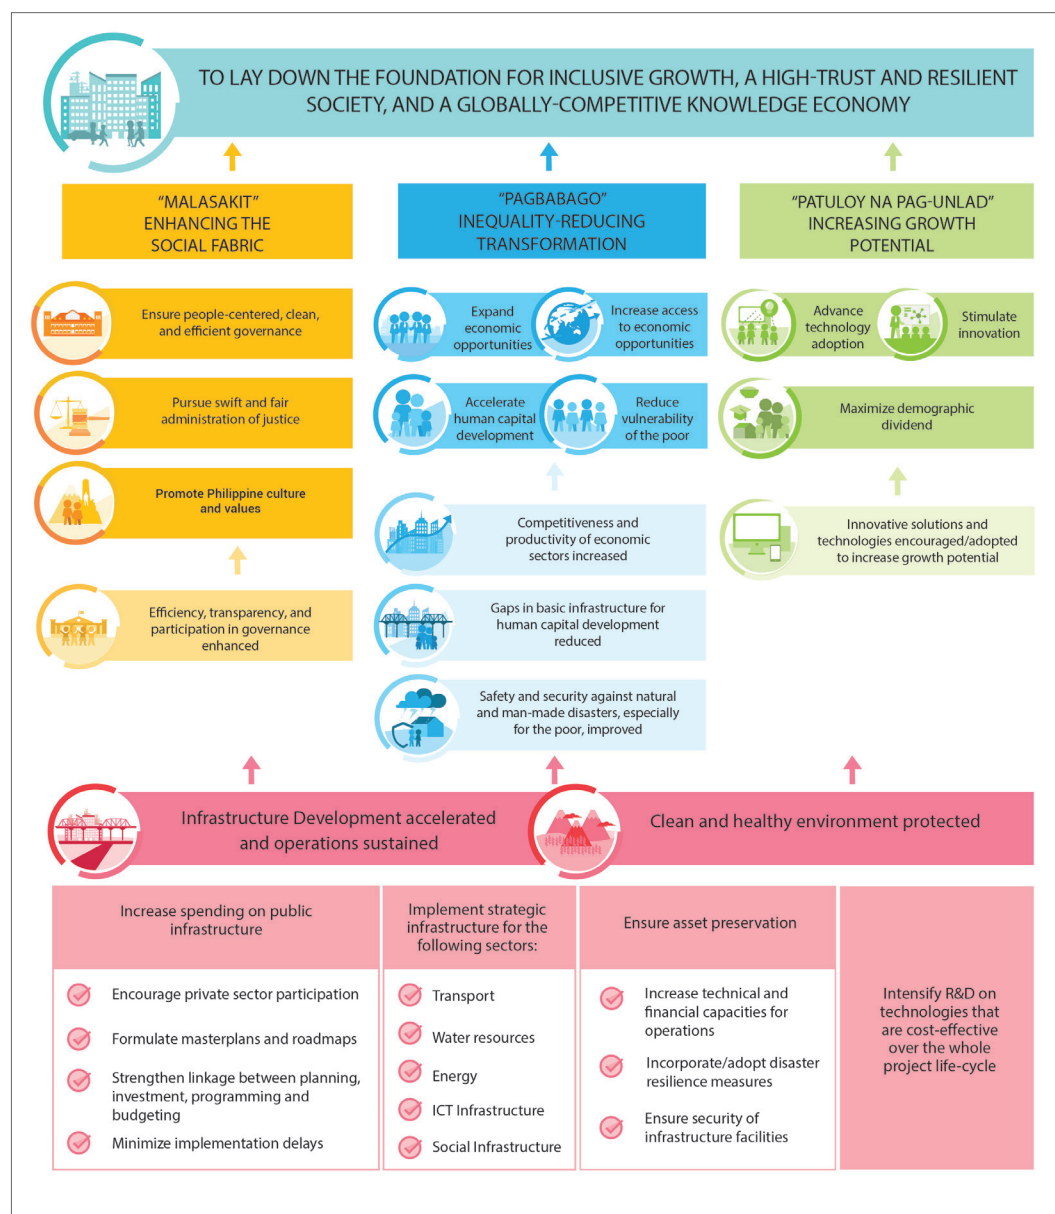 TO LAY DOWN THE FOUNDATION FOR INCLUSIVE GROWTH, A HIGH-TRUST AND RESILIENT
SOCIETY, AND A GLOBALLY-COMPETITIVE KNOWLEDGE ECONOMY
“MALASAKIT”
ENHANCING THE
SOCIAL FABRIC
Ensure people-centered, clean,
and efficient governance
Pursue swift and fair
administration of justice
Promote Philippine culture
and values
Efficiency, transparency, and
participation in governance
enhanced
“PAGBABAGO”
INEQUALITY-REDUCING
TRANSFORMATION
Expand
economic
opportunities
Increase access
to economic
opportunities
Accelerate
human capital
development
Reduce
vulnerability
of the poor
Competitiveness and
productivity of economic
sectors increased
Gaps in basic infrastructure for
human capital development
reduced
Safety and security against natural
and man-made disasters, especially
for the poor, improved
“PATULOY NA PAG-UNLAD”
INCREASING GROWTH
POTENTIAL
Advance
technology
adoption
Stimulate
innovation
Maximize demographic
dividend
Innovative solutions and
technologies encouraged/adopted
to increase growth potential
Infrastructure Development accelerated
and operations sustained
Clean and healthy environment protected
Increase spending on public
infrastructure
Encourage private sector participation
Formulate masterplans and roadmaps
Strengthen linkage between planning,
investment, programming and
budgeting
Minimize implementation delays
Implement strategic
infrastructure for the
following sectors:
Transport
Water resources
Energy
ICT Infrastructure
Social Infrastructure
Ensure asset preservation
Increase technical and
financial capacities for
operations
Incorporate/adopt disaster
resilience measures
Ensure security of
infrastructure facilities
Intensify R&D on
technologies that
are cost-effective
over the whole
project life-cycle